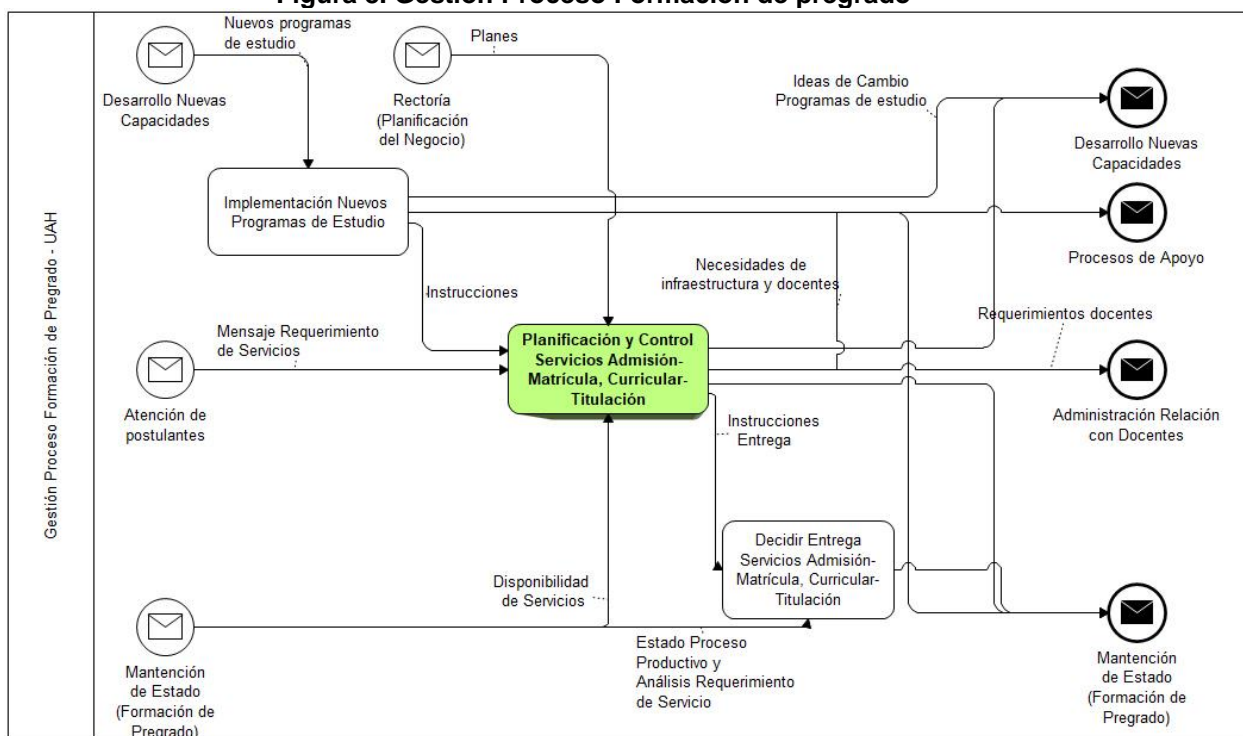 Figura 8. Gestión Proceso Formación de pregrado
Gestión Proceso Formación de Pregrado - UAH
Nuevos programas
de estudio
Desarrollo Nuevas
Capacidades
Planes
Rectoría
(Planificación
del Negocio)
Ideas de Cambio
Programas de estudio
Desarrollo Nuevas
Capacidades
Implementación Nuevos
Programas de Estudio
Procesos de Apoyo
Instrucciones
Necesidades de
infraestructura y docentes
Requerimientos docentes
Mensaje Requerimiento
de Servicios
Atención de
postulantes
Planificación y Control
Servicios Admisión-
Matrícula, Curricular-
Titulación
Administración Relación
con Docentes
Instrucciones
Entrega
Decidir Entrega
Servicios Admisión-
Matrícula, Curricular-
Titulación
Disponibilidad
de Servicios
Estado Proceso
Productivo y
Análisis Requerimiento
de Servicio
Mantención
de Estado
(Formación de
Pregrado)
Mantención
de Estado
(Formación de
Pregrado)